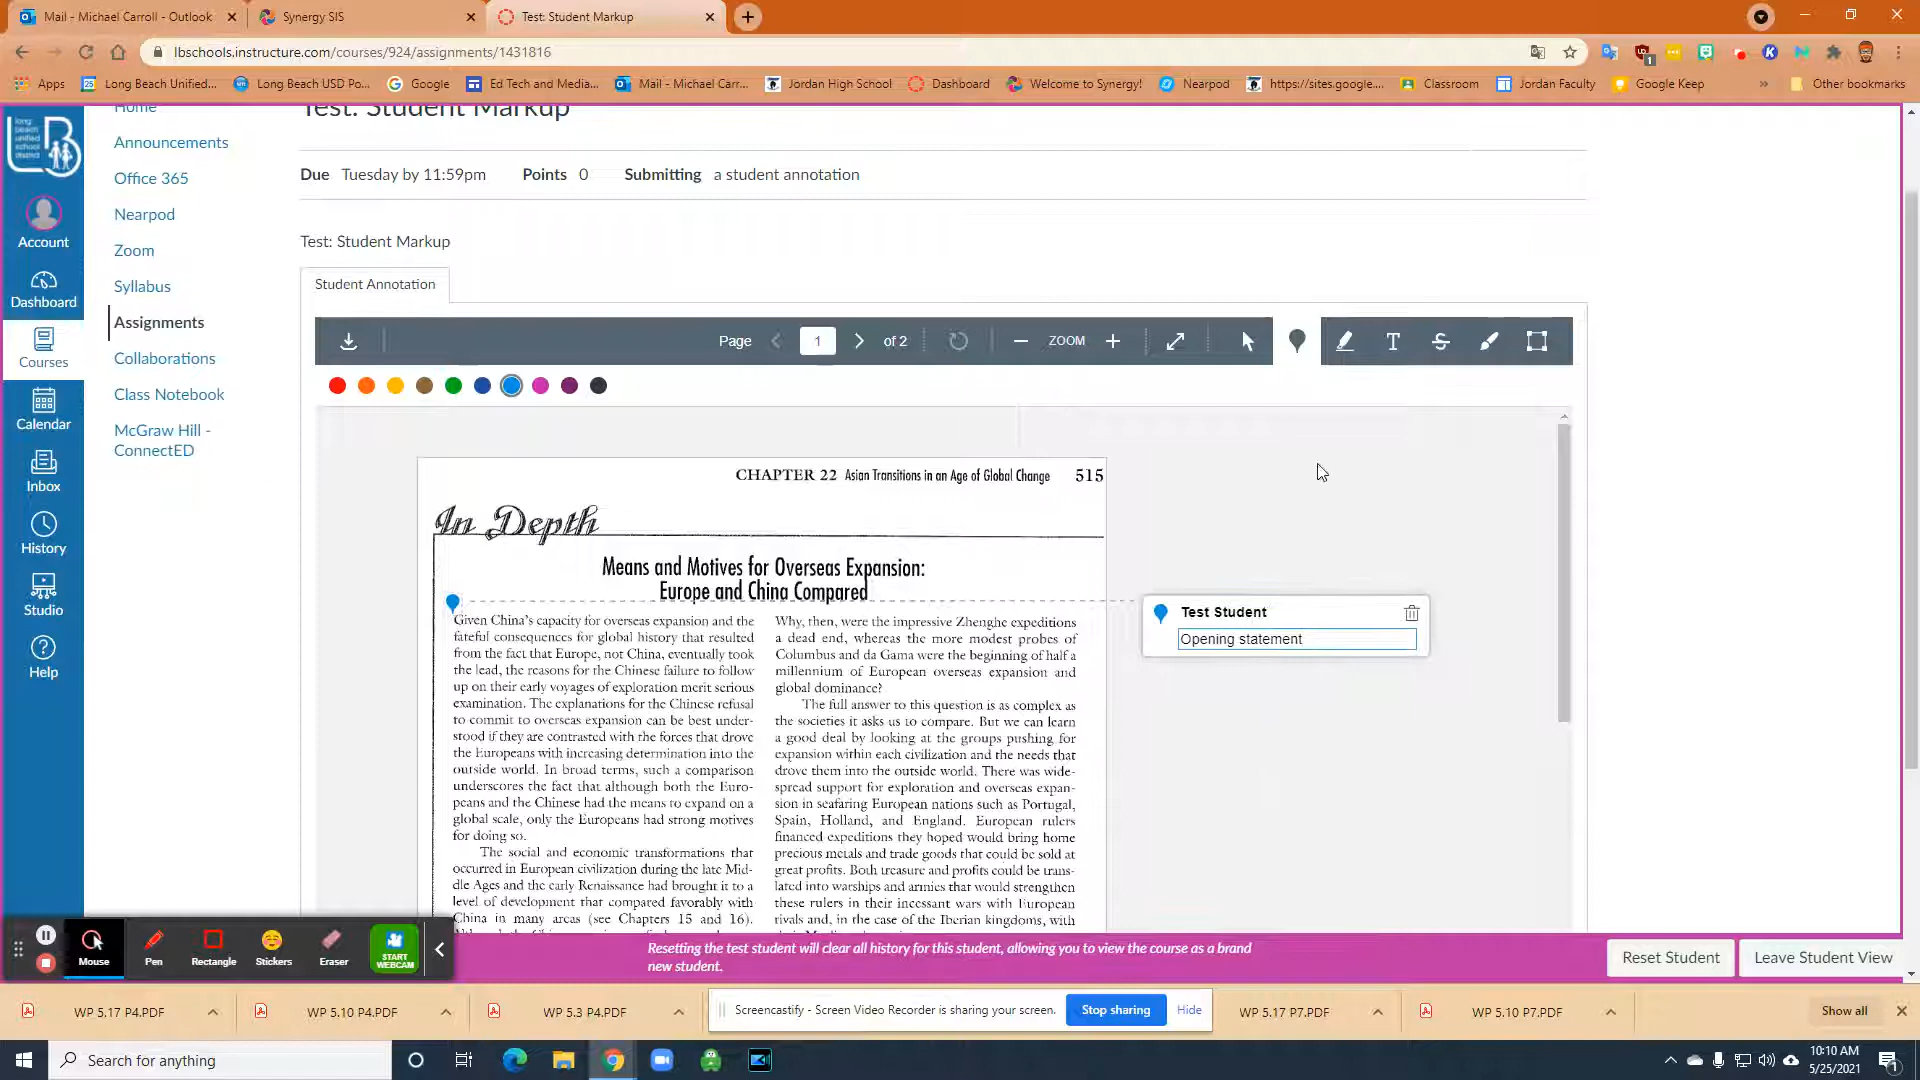 Mail - Michael Carroll - Outlook
Synergy SIS
Test: Student Markup
lbschools.instructure.com/courses/924/assignments/1431816
Apps
Long Beach Unified...
Long Beach USD Po...
Google
Ed Tech and Media...
Mail - Michael Carr...
Jordan High School
Dashboard
Welcome to Synergy!
Nearpod
https://sites.google....
Classroom
Jordan Faculty
Google Keep
»
Other bookmarks
long beach unified school district
Account
Dashboard
Courses
Calendar
Inbox
History
Studio
Help
Home
Announcements
Office 365
Nearpod
Zoom
Syllabus
Assignments
Collaborations
Class Notebook
McGraw Hill -
ConnectED
Test: Student Markup
Due Tuesday by 11:59pm Points 0 Submitting a student annotation
Test: Student Markup
Student Annotation
Page 1 of 2 ZOOM
CHAPTER 22 Asian Transitions in an Age of Global Change 515
In Depth
Means and Motives for Overseas Expansion:
Europe and China Compared
Given China's capacity for overseas expansion and the
fateful consequences for global history that resulted
from the fact that Europe, not China, eventually took
the lead, the reasons for the Chinese failure to follow
up on their early voyages of exploration merit serious
examination. The explanations for the Chinese refusal
to commit to overseas expansion can be best under-
stood if they are contrasted with the forces that drove
the Europeans with increasing determination into the
outside world. In broad terms, such a comparison
underscores the fact that although both the Euro-
peans and the Chinese had the means to expand on a
global scale, only the Europeans had strong motives
for doing so.
The social and economic transformations that
occurred in European civilization during the late Mid-
dle Ages and the early Renaissance had brought it to a
level of development that compared favorably with
China in many areas (see Chapters 15 and 16).
Why, then, were the impressive Zhenghe expeditions
a dead end, whereas the more modest probes of
Columbus and da Gama were the beginning of half a
millennium of European overseas expansion and
global dominance?
The full answer to this question is as complex as
the societies it asks us to compare. But we can learn
a good deal by looking at the groups pushing for
expansion within each civilization and the needs that
drove them into the outside world. There was wide-
spread support for exploration and overseas expan-
sion in seafaring European nations such as Portugal,
Spain, Holland, and England. European rulers
financed expeditions they hoped would bring home
precious metals and trade goods that could be sold at
great profits. Both treasure and profits could be trans-
lated into warships and armies that would strengthen
these rulers in their incessant wars with European
rivals and, in the case of the Iberian kingdoms, with
Test Student
Opening statement
Mouse
Pen
Rectangle
Stickers
Eraser
START
WEBCAM
Resetting the test student will clear all history for this student, allowing you to view the course as a brand
new student.
Reset Student
Leave Student View
WP 5.17 P4.PDF
WP 5.10 P4.PDF
WP 5.3 P4.PDF
Screencastify - Screen Video Recorder is sharing your screen.
Stop sharing
Hide
WP 5.17 P7.PDF
WP 5.10 P7.PDF
Show all
Search for anything
10:10 AM
5/25/2021